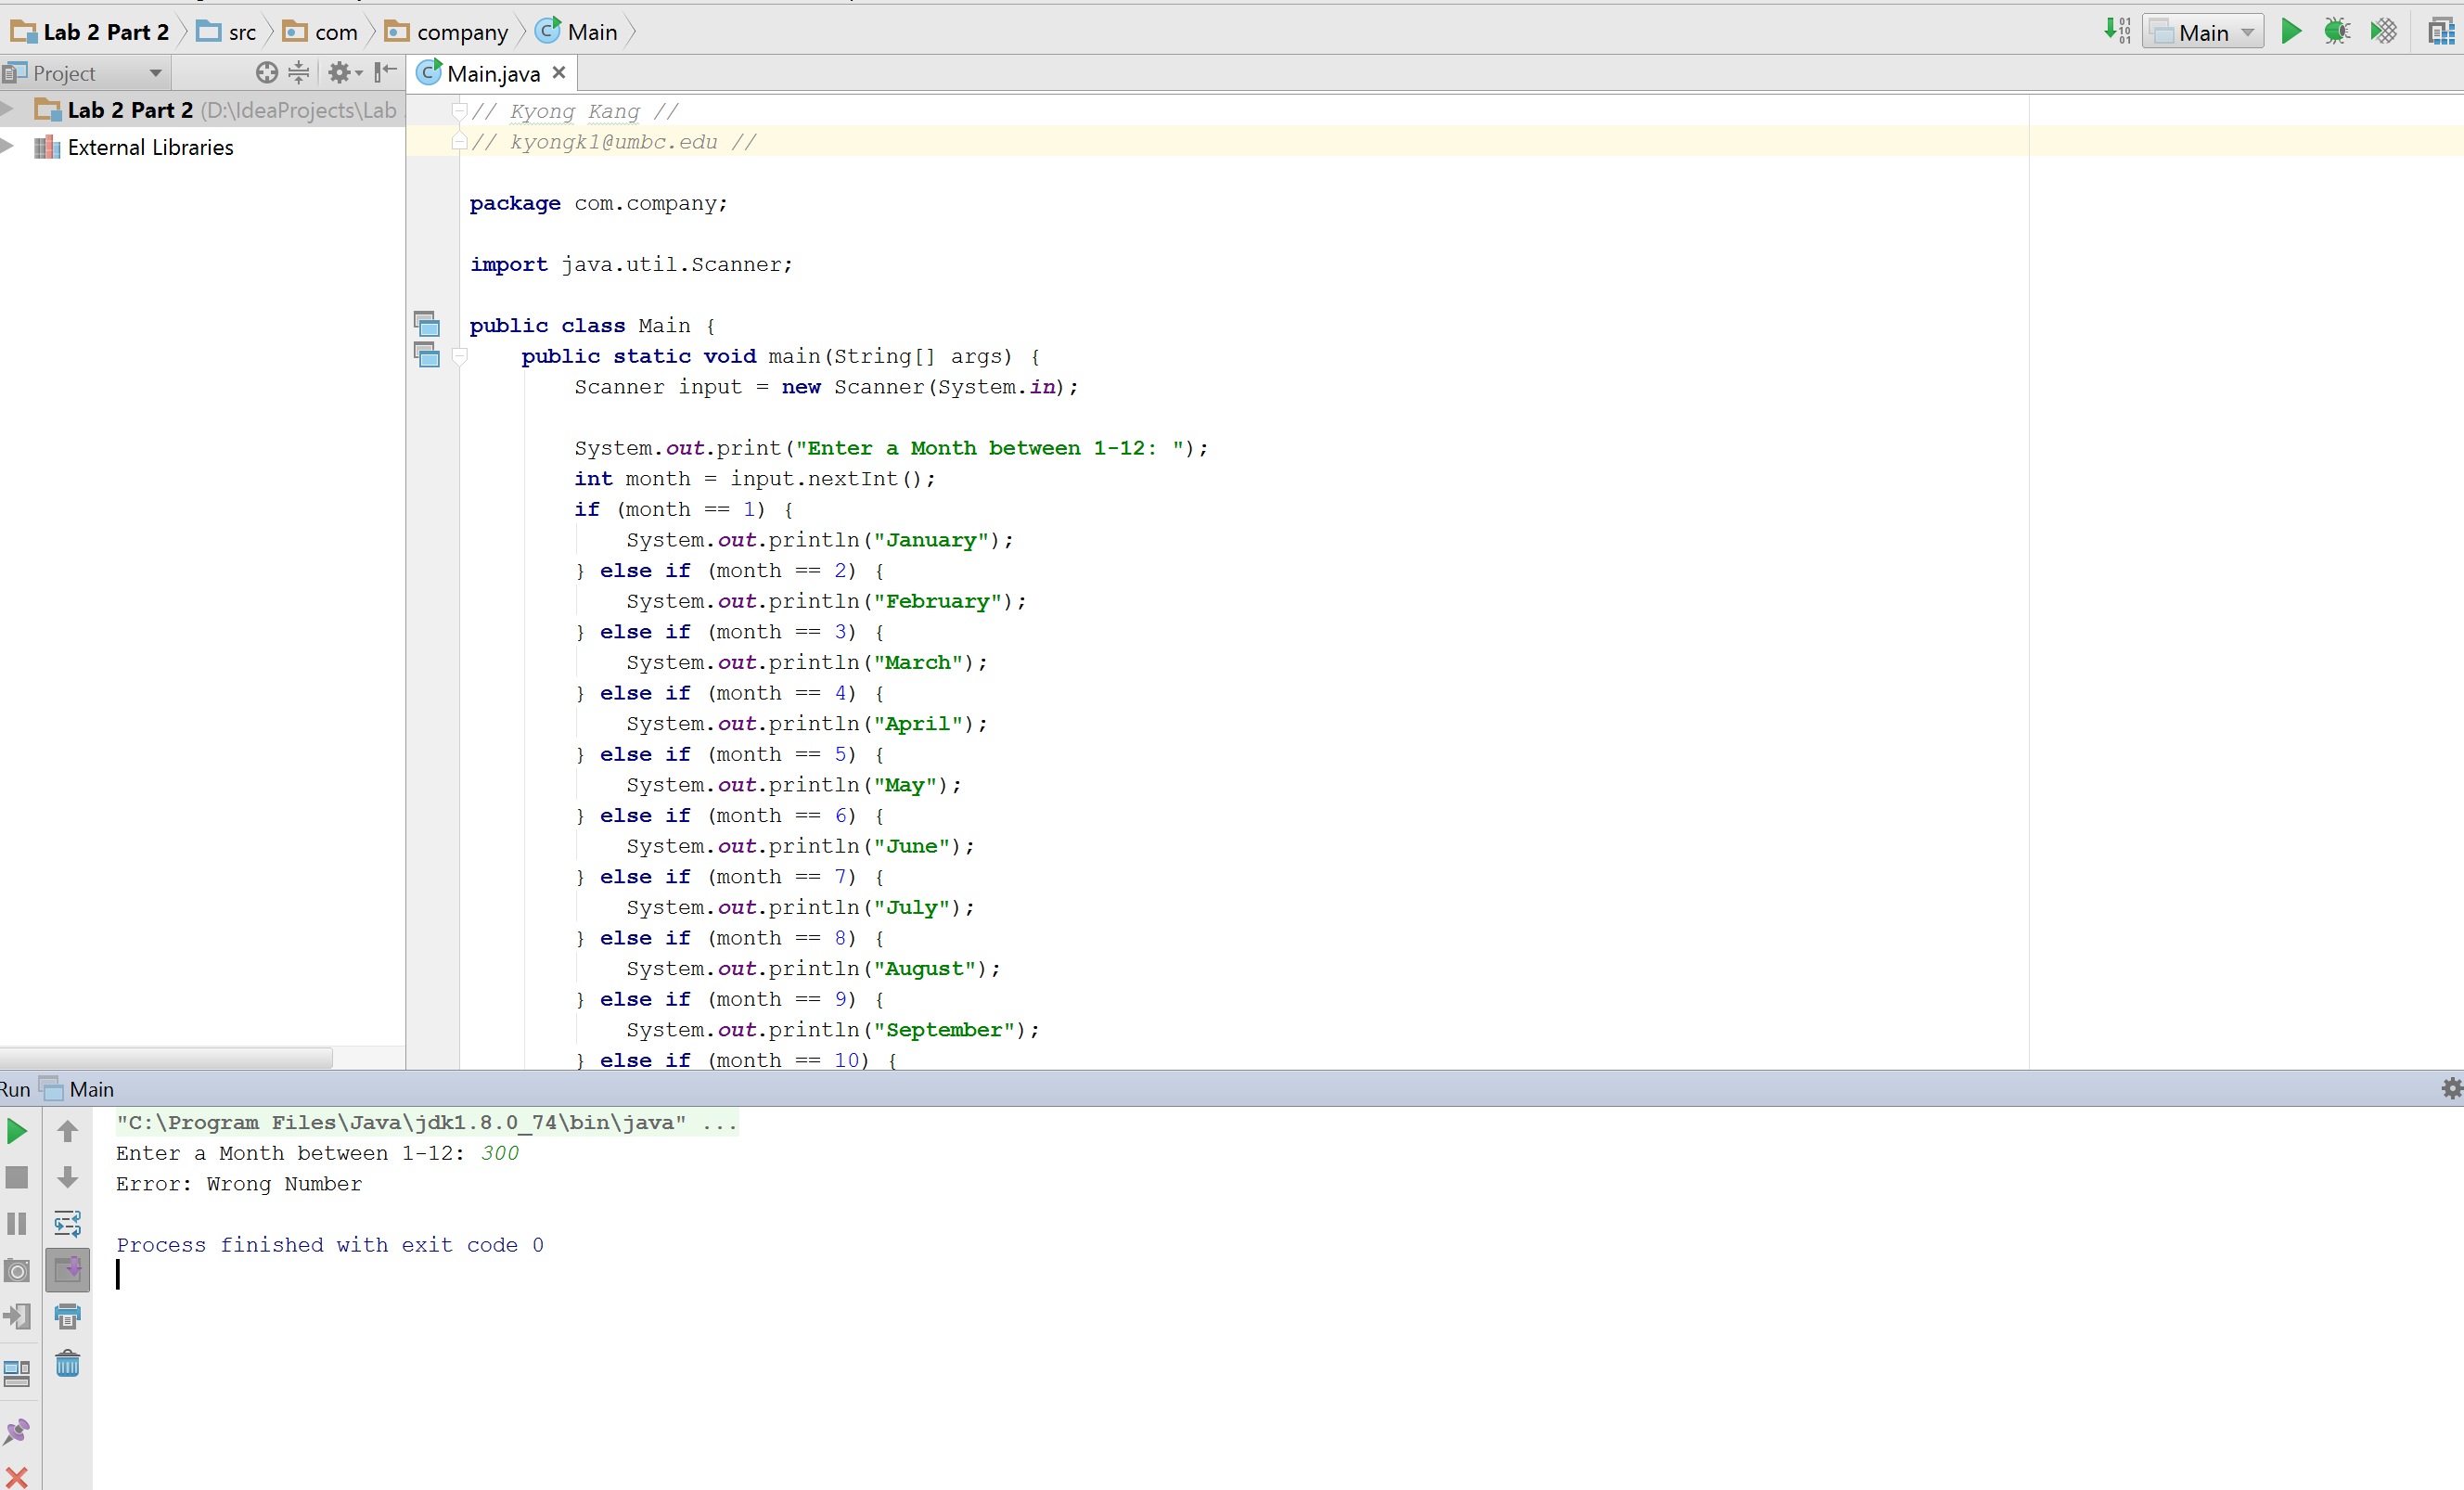 Lab 2 Part 2 src com company Main
Main
Project
Main.java
Lab 2 Part 2 (D:\IdeaProjects\Lab
External Libraries
// Kyong Kang //
// kyongk1@umbc.edu //
package com.company;
import java.util.Scanner;
public class Main {
public static void main(String[] args) {
Scanner input = new Scanner(System.in);
System.out.print("Enter a Month between 1-12: ");
int month = input.nextInt();
if (month == 1) {
System.out.println("January");
} else if (month == 2) {
System.out.println("February");
} else if (month == 3) {
System.out.println("March");
} else if (month == 4) {
System.out.println("April");
} else if (month == 5) {
System.out.println("May");
} else if (month == 6) {
System.out.println("June");
} else if (month == 7) {
System.out.println("July");
} else if (month == 8) {
System.out.println("August");
} else if (month == 9) {
System.out.println("September");
} else if (month == 10) {
Run Main
"C:\Program Files\Java\jdk1.8.0_74\bin\java" ...
Enter a Month between 1-12: 300
Error: Wrong Number
Process finished with exit code 0